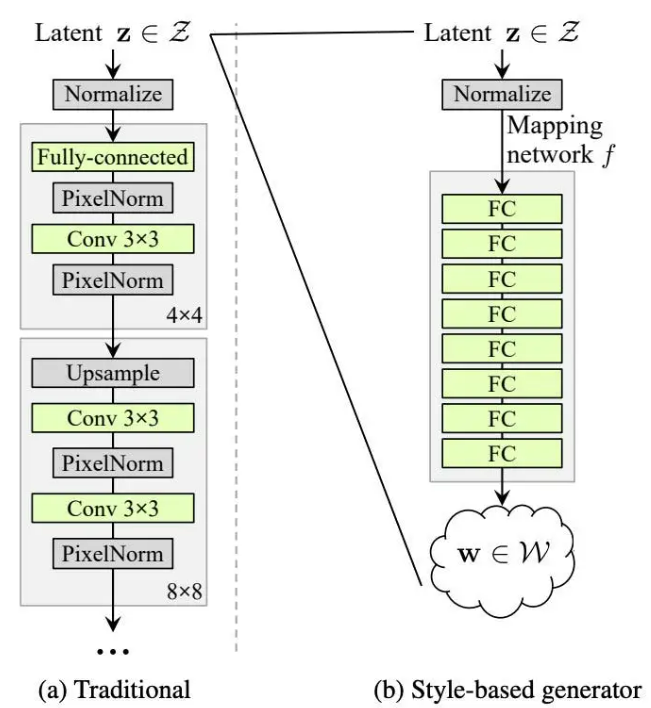 Latent z ∈ 𝒵
Normalize
Fully-connected
PixelNorm
Conv 3×3
PixelNorm
4×4
Upsample
Conv 3×3
PixelNorm
Conv 3×3
PixelNorm
8×8
...
(a) Traditional
Latent z ∈ 𝒵
Normalize
Mapping
network f
FC
FC
FC
FC
FC
FC
FC
FC
w ∈ 𝒲
(b) Style-based generator